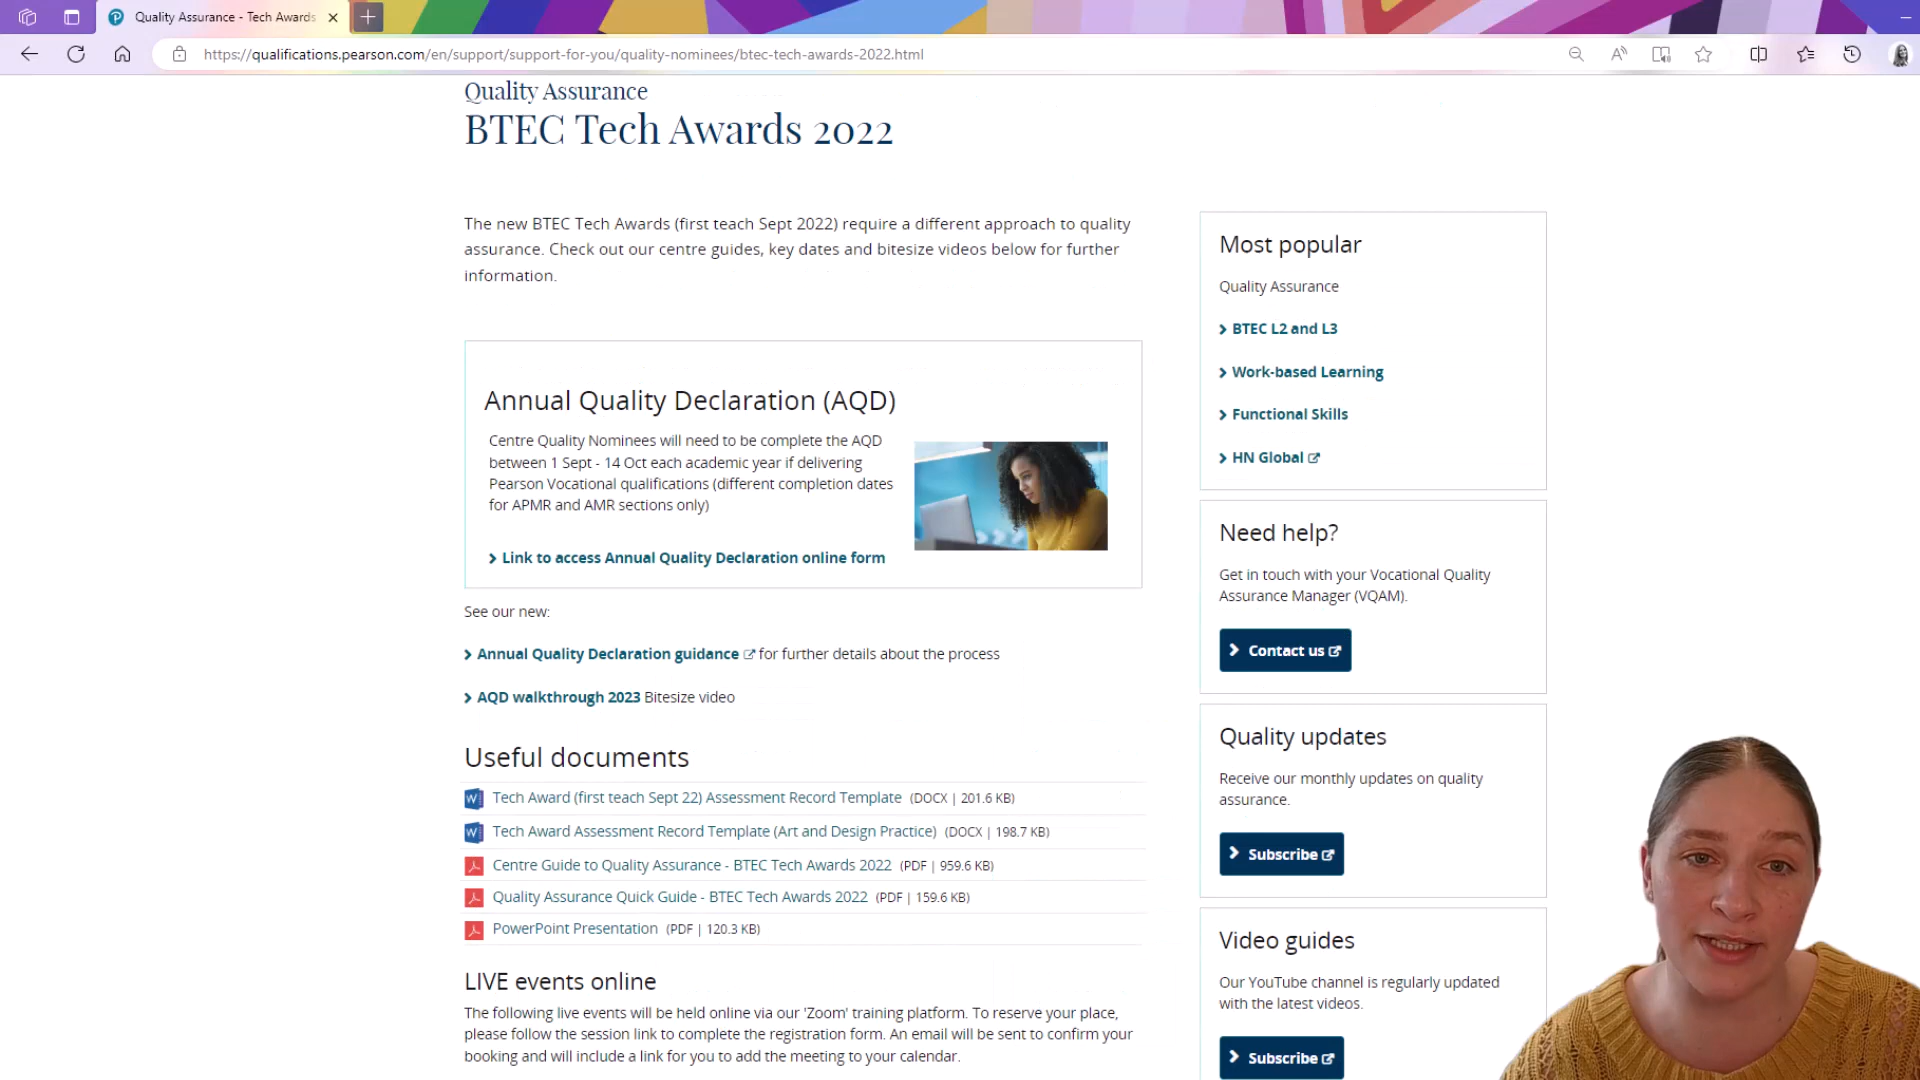 Quality Assurance - Tech Awards
https://qualifications.pearson.com/en/support/support-for-you/quality-nominees/btec-tech-awards-2022.html
Quality Assurance
BTEC Tech Awards 2022
The new BTEC Tech Awards (first teach Sept 2022) require a different approach to quality
assurance. Check out our centre guides, key dates and bitesize videos below for further
information.
Annual Quality Declaration (AQD)
Centre Quality Nominees will need to be complete the AQD
between 1 Sept - 14 Oct each academic year if delivering
Pearson Vocational qualifications (different completion dates
for APMR and AMR sections only)
Link to access Annual Quality Declaration online form
See our new:
Annual Quality Declaration guidance for further details about the process
AQD walkthrough 2023 Bitesize video
Useful documents
Tech Award (first teach Sept 22) Assessment Record Template (DOCX | 201.6 KB)
Tech Award Assessment Record Template (Art and Design Practice) (DOCX | 198.7 KB)
Centre Guide to Quality Assurance - BTEC Tech Awards 2022 (PDF | 959.6 KB)
Quality Assurance Quick Guide - BTEC Tech Awards 2022 (PDF | 159.6 KB)
PowerPoint Presentation (PDF | 120.3 KB)
LIVE events online
The following live events will be held online via our 'Zoom' training platform. To reserve your place,
please follow the session link to complete the registration form. An email will be sent to confirm your
booking and will include a link for you to add the meeting to your calendar.
Most popular
Quality Assurance
BTEC L2 and L3
Work-based Learning
Functional Skills
HN Global
Need help?
Get in touch with your Vocational Quality
Assurance Manager (VQAM).
Contact us
Quality updates
Receive our monthly updates on quality
assurance.
Subscribe
Video guides
Our YouTube channel is regularly updated
with the latest videos.
Subscribe